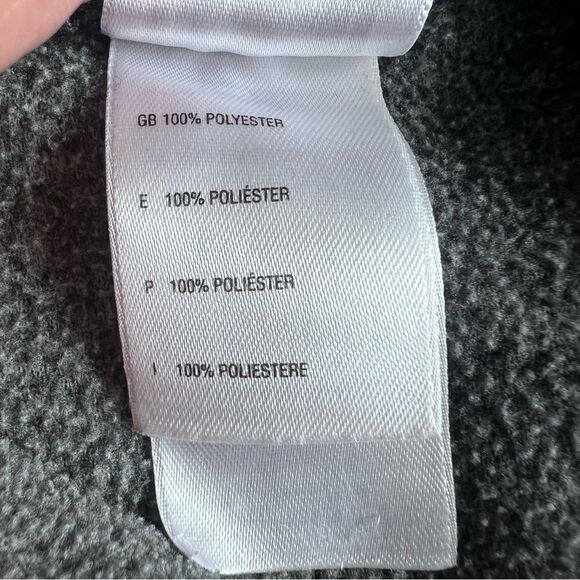 GB 100% POLYESTER
E 100% POLIÉSTER
P 100% POLIÉSTER
I 100% POLIESTERE